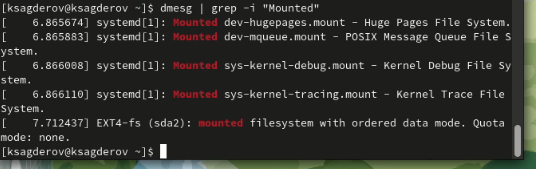 [ksagderov@ksagderov ~]$ dmesg | grep -i "Mounted"
[    6.865674] systemd[1]: Mounted dev-hugepages.mount - Huge Pages File System.
[    6.865883] systemd[1]: Mounted dev-mqueue.mount - POSIX Message Queue File S
ystem.
[    6.866008] systemd[1]: Mounted sys-kernel-debug.mount - Kernel Debug File Sy
stem.
[    6.866110] systemd[1]: Mounted sys-kernel-tracing.mount - Kernel Trace File
System.
[    7.712437] EXT4-fs (sda2): mounted filesystem with ordered data mode. Quota
mode: none.
[ksagderov@ksagderov ~]$